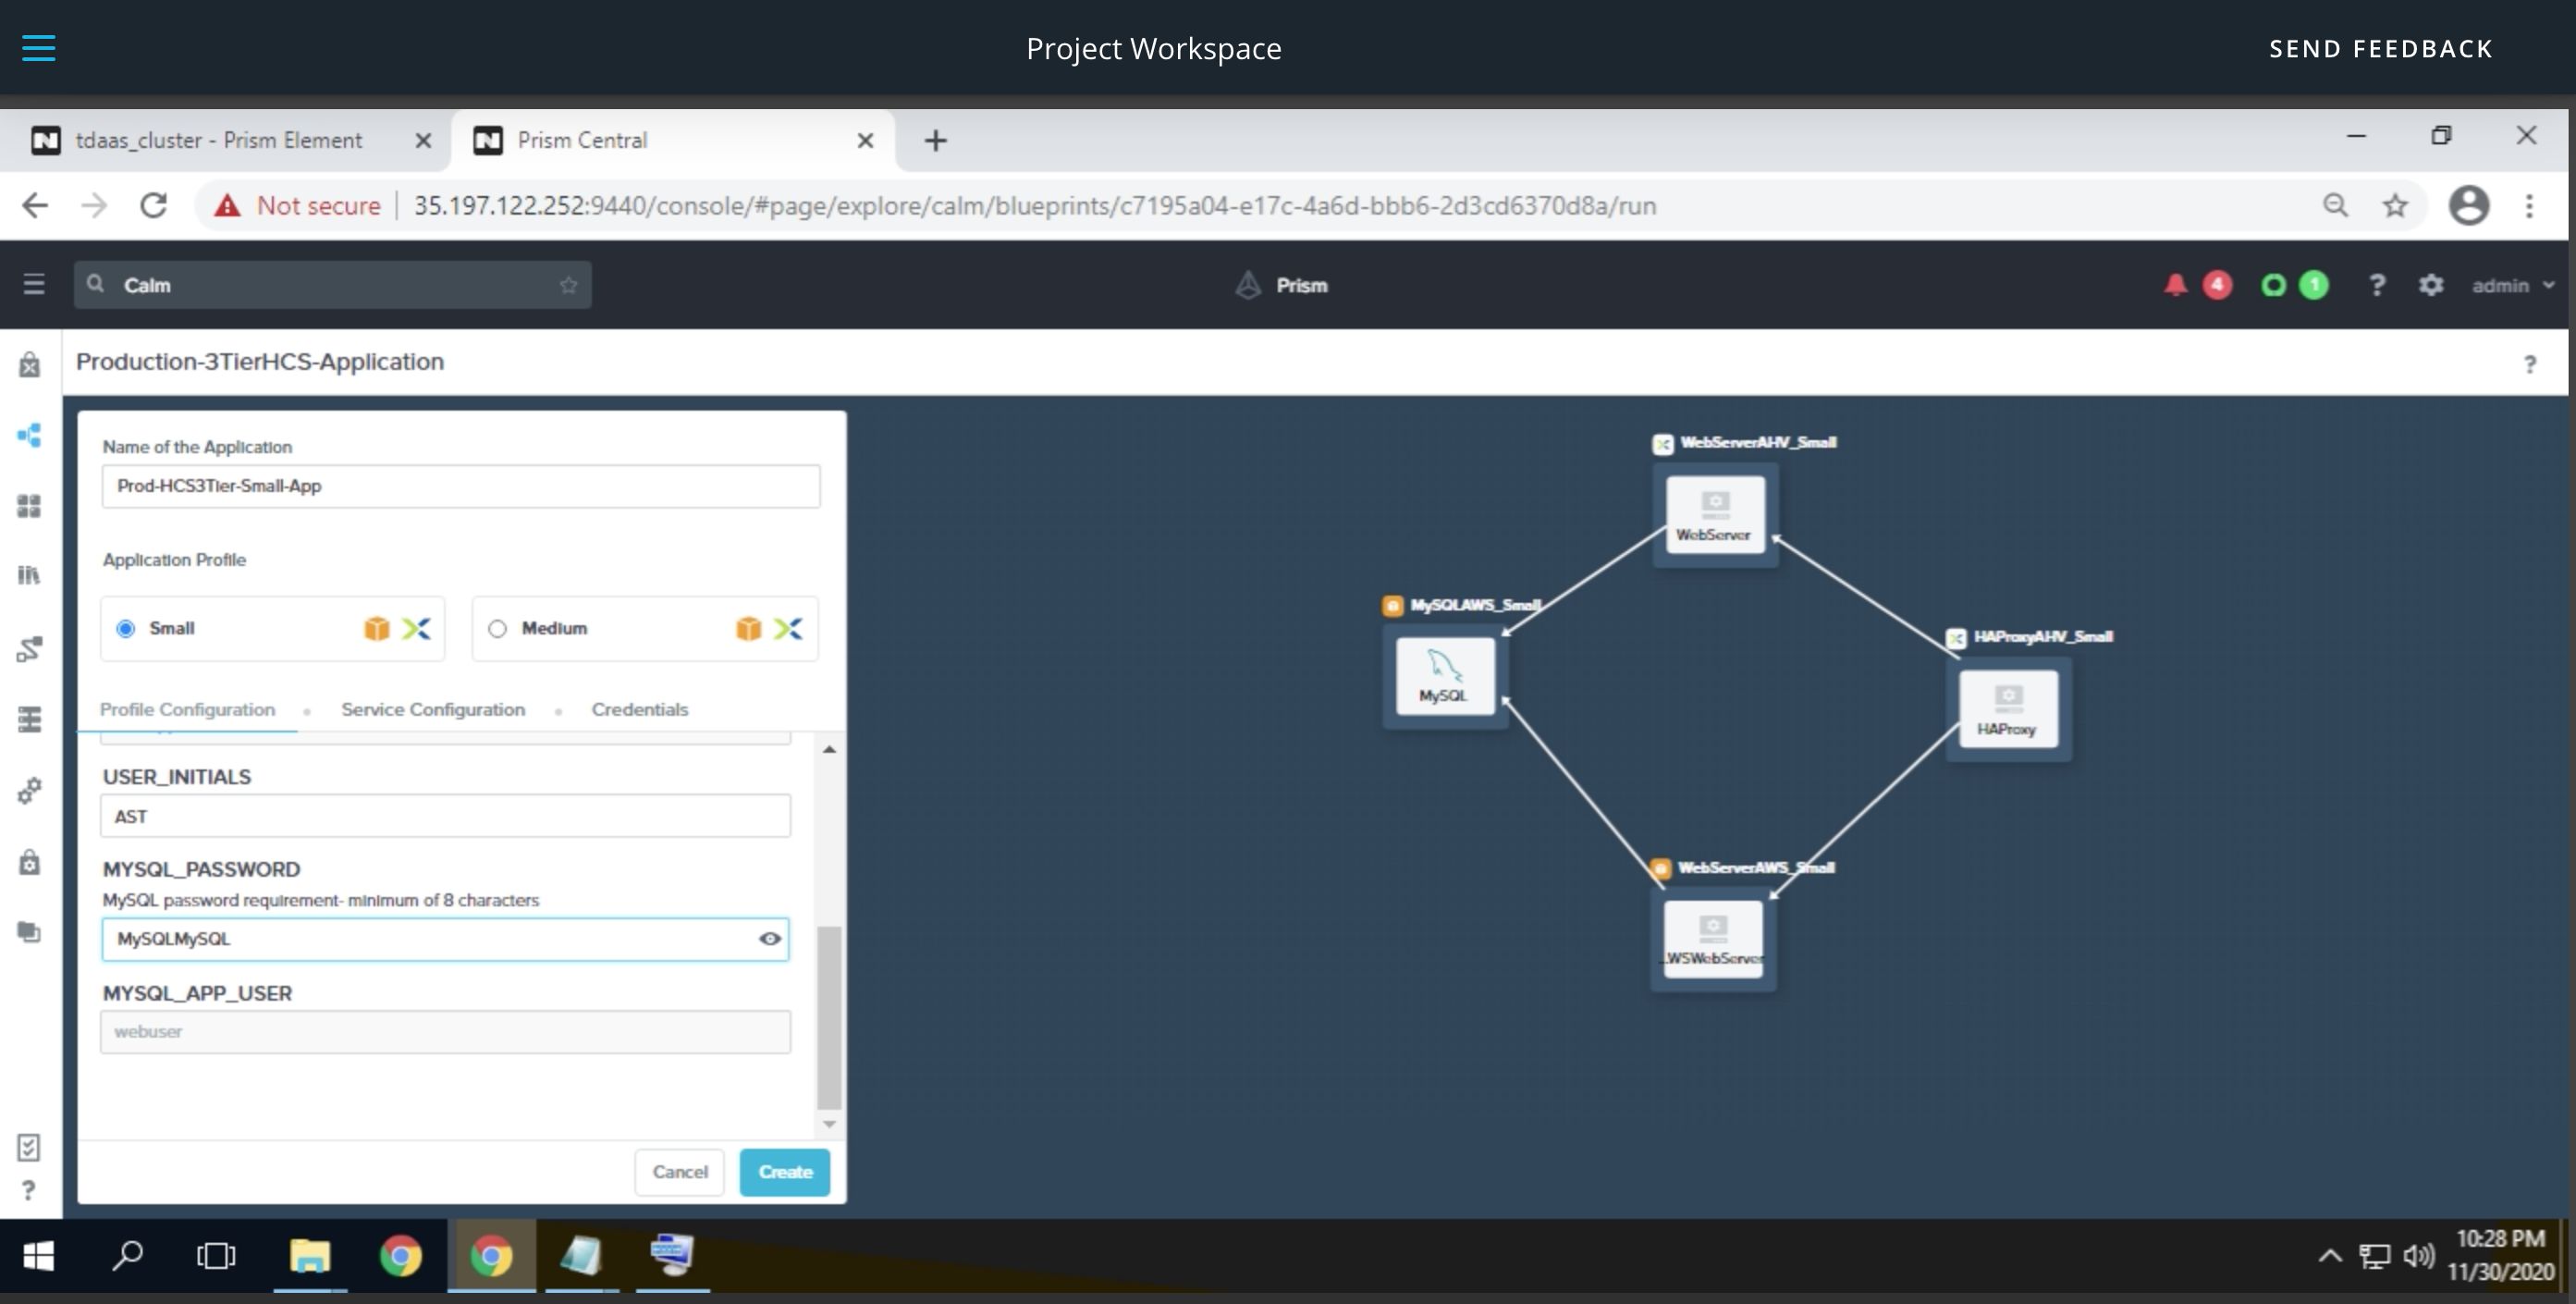 Project Workspace
SEND FEEDBACK
tdaas_cluster - Prism Element
Prism Central
Not secure
35.197.122.252:9440/console/#page/explore/calm/blueprints/c7195a04-e17c-4a6d-bbb6-2d3cd6370d8a/run
Calm
Prism
4
1
?
admin
Production-3TierHCS-Application
?
Name of the Application
Prod-HCS3Tier-Small-App
Application Profile
Small
Medium
Profile Configuration
Service Configuration
Credentials
USER_INITIALS
AST
MYSQL_PASSWORD
MySQL password requirement- minimum of 8 characters
MySQLMySQL
MYSQL_APP_USER
webuser
Cancel
Create
WebServerAHV_Small
WebServer
MySQLAWS_Small
MySQL
HAProxyAHV_Small
HAProxy
WebServerAWS_Small
_WSWebServer
?
10:28 PM
11/30/2020